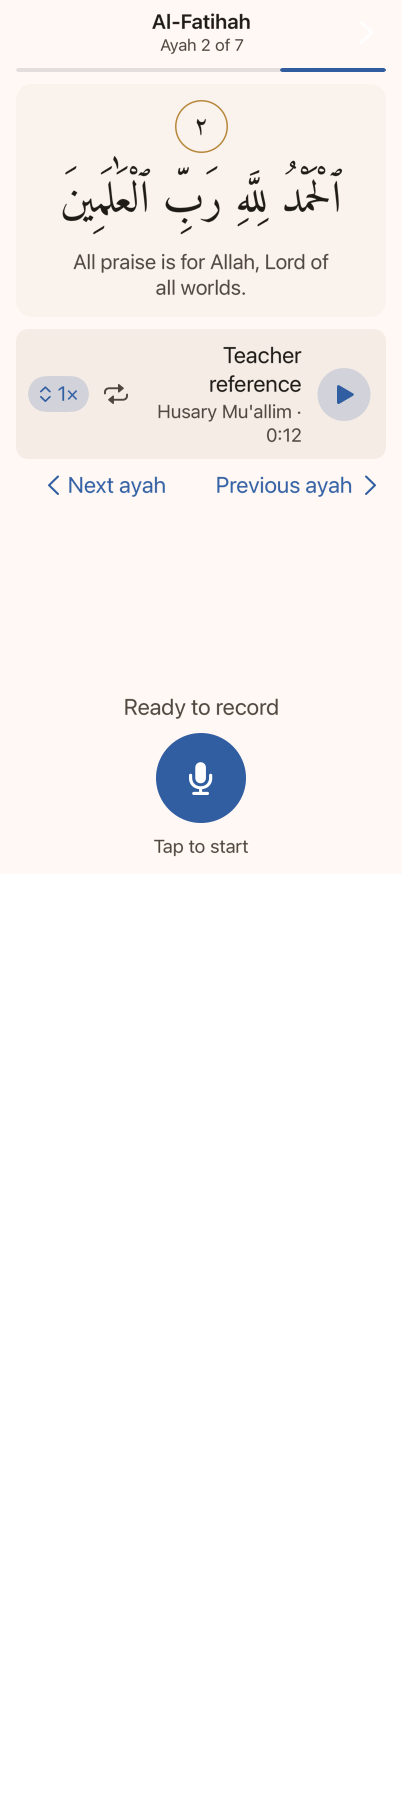 Al-Fatihah
Ayah 2 of 7
٢
ٱلْحَمْدُ لِلَّهِ رَبِّ ٱلْعَـٰلَمِينَ
All praise is for Allah, Lord of
all worlds.
Teacher
reference
Husary Mu'allim ·
0:12
1×
Next ayah
Previous ayah
Ready to record
Tap to start